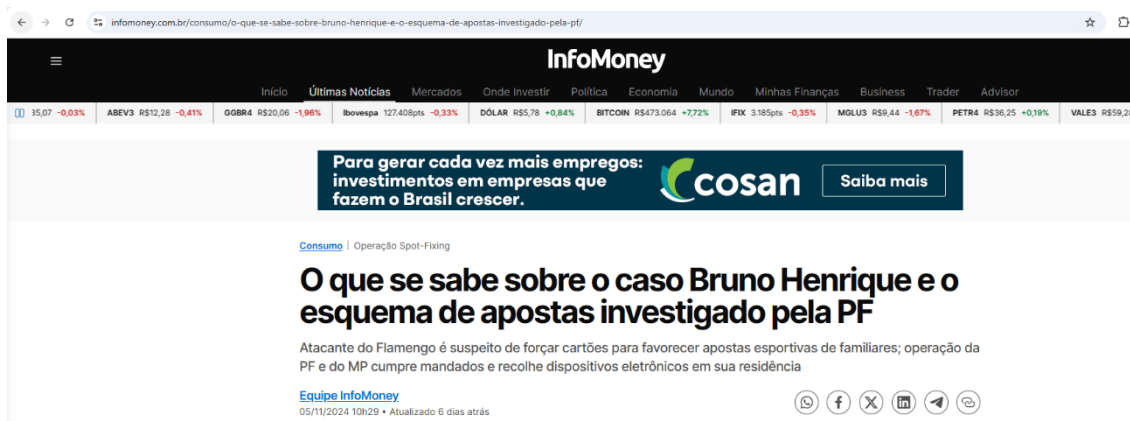 infomoney.com.br/consumo/o-que-se-sabe-sobre-bruno-henrique-e-o-esquema-de-apostas-investigado-pela-pf/
InfoMoney
Início Últimas Notícias Mercados Onde Investir Política Economia Mundo Minhas Finanças Business Trader Advisor
35,07 -0,03% ABEV3 R$12,28 -0,41% GGBR4 R$20,06 -1,96% Ibovespa 127.408pts -0,33% DÓLAR R$5,78 +0,84% BITCOIN R$473.064 +7,72% IFIX 3.185pts -0,35% MGLU3 R$9,44 -1,67% PETR4 R$36,25 +0,19% VALE3 R$59,28
Para gerar cada vez mais empregos:
investimentos em empresas que
fazem o Brasil crescer.
cosan
Saiba mais
Consumo | Operação Spot-Fixing
O que se sabe sobre o caso Bruno Henrique e o
esquema de apostas investigado pela PF
Atacante do Flamengo é suspeito de forçar cartões para favorecer apostas esportivas de familiares; operação da
PF e do MP cumpre mandados e recolhe dispositivos eletrônicos em sua residência
Equipe InfoMoney
05/11/2024 10h29 • Atualizado 6 dias atrás